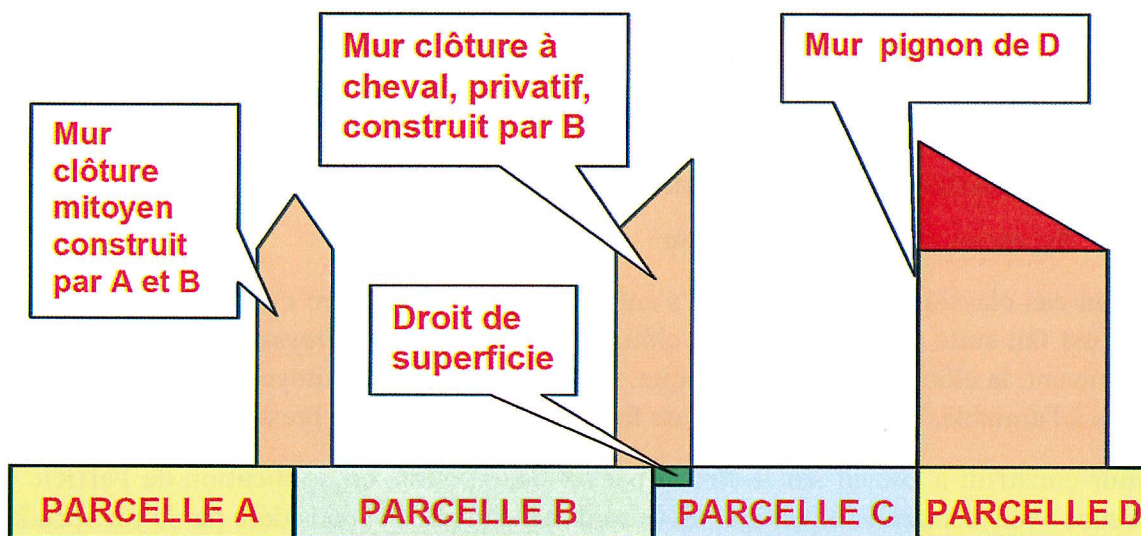 Mur
clôture
mitoyen
construit
par A et B
Mur clôture à
cheval, privatif,
construit par B
Mur pignon de D
Droit de
superficie
PARCELLE A
PARCELLE B
PARCELLE C
PARCELLE D